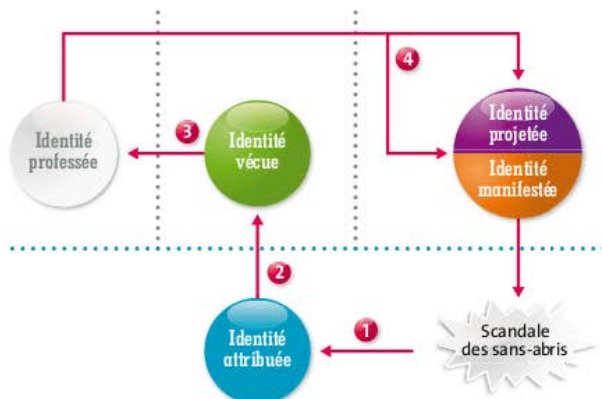 4
Identité
projetée
Identité
manifestée
3
Identité
professée
Identité
vécue
2
Identité
attribuée
1
Scandale
des sans-abris